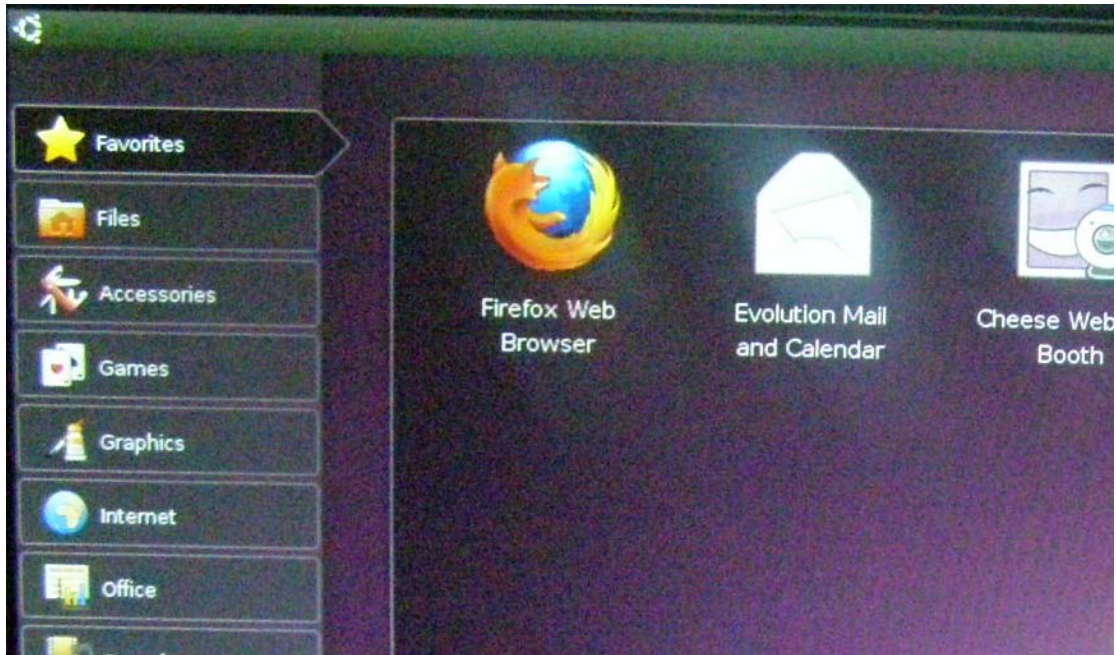 Favorites
Files
Accessories
Games
Graphics
Internet
Office
Firefox Web
Browser
Evolution Mail
and Calendar
Cheese Web
Booth